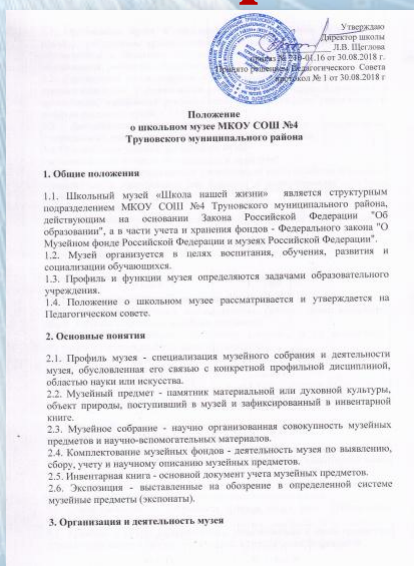 Утверждаю
Директор школы
Л.В. Щеглова
приказ № 210-01.16 от 30.08.2018 г.
Принято решением Педагогического Совета
протокол № 1 от 30.08.2018
Положение
о школьном музее МКОУ СОШ №4
Труновского муниципального района
1. Общие положения
1.1. Школьный музей «Школа нашей жизни» является структурным
подразделением МКОУ СОШ №4 Труновского муниципального района,
действующим на основании Закона Российской Федерации "Об
образовании", а в части учета и хранения фондов - Федерального закона "О
Музейном фонде Российской Федерации и музеях Российской Федерации".
1.2. Музей организуется в целях воспитания, обучения, развития и
социализации обучающихся.
1.3. Профиль и функции музея определяются задачами образовательного
учреждения.
1.4. Положение о школьном музее рассматривается и утверждается на
Педагогическом совете.
2. Основные понятия
2.1. Профиль музея - специализация музейного собрания и деятельности
музея, обусловленная его связью с конкретной профильной дисциплиной,
областью науки или искусства.
2.2. Музейный предмет - памятник материальной или духовной культуры,
объект природы, поступивший в музей и зафиксированный в инвентарной
книге.
2.3. Музейное собрание - научно организованная совокупность музейных
предметов и научно-вспомогательных материалов.
2.4. Комплектование музейных фондов - деятельность музея по выявлению,
сбору, учету и научному описанию музейных предметов.
2.5. Инвентарная книга - основной документ учета музейных предметов.
2.6. Экспозиция - выставленные на обозрение в определенной системе
музейные предметы (экспонаты).
3. Организация и деятельность музея